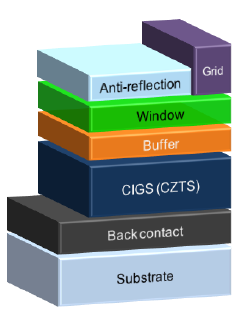 Grid
Anti-reflection
Window
Buffer
CIGS (CZTS)
Back contact
Substrate